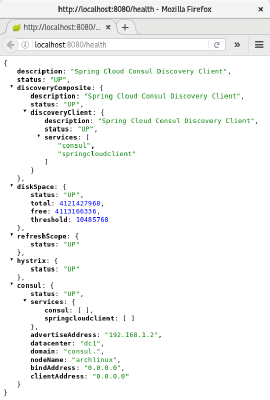 http://localhost:8080/health - Mozilla Firefox
http://localhost:8080/...
localhost:8080/health
{
description: "Spring Cloud Consul Discovery Client",
status: "UP",
discoveryComposite: {
description: "Spring Cloud Consul Discovery Client",
status: "UP",
discoveryClient: {
description: "Spring Cloud Consul Discovery Client",
status: "UP",
services: [
"consul",
"springcloudclient"
]
}
},
diskSpace: {
status: "UP",
total: 4121427968,
free: 4113166336,
threshold: 10485760
},
refreshScope: {
status: "UP"
},
hystrix: {
status: "UP"
},
consul: {
status: "UP",
services: {
consul: [ ],
springcloudclient: [ ]
},
advertiseAddress: "192.168.1.2",
datacenter: "dc1",
domain: "consul.",
nodeName: "archlinux",
bindAddress: "0.0.0.0",
clientAddress: "0.0.0.0"
}
}